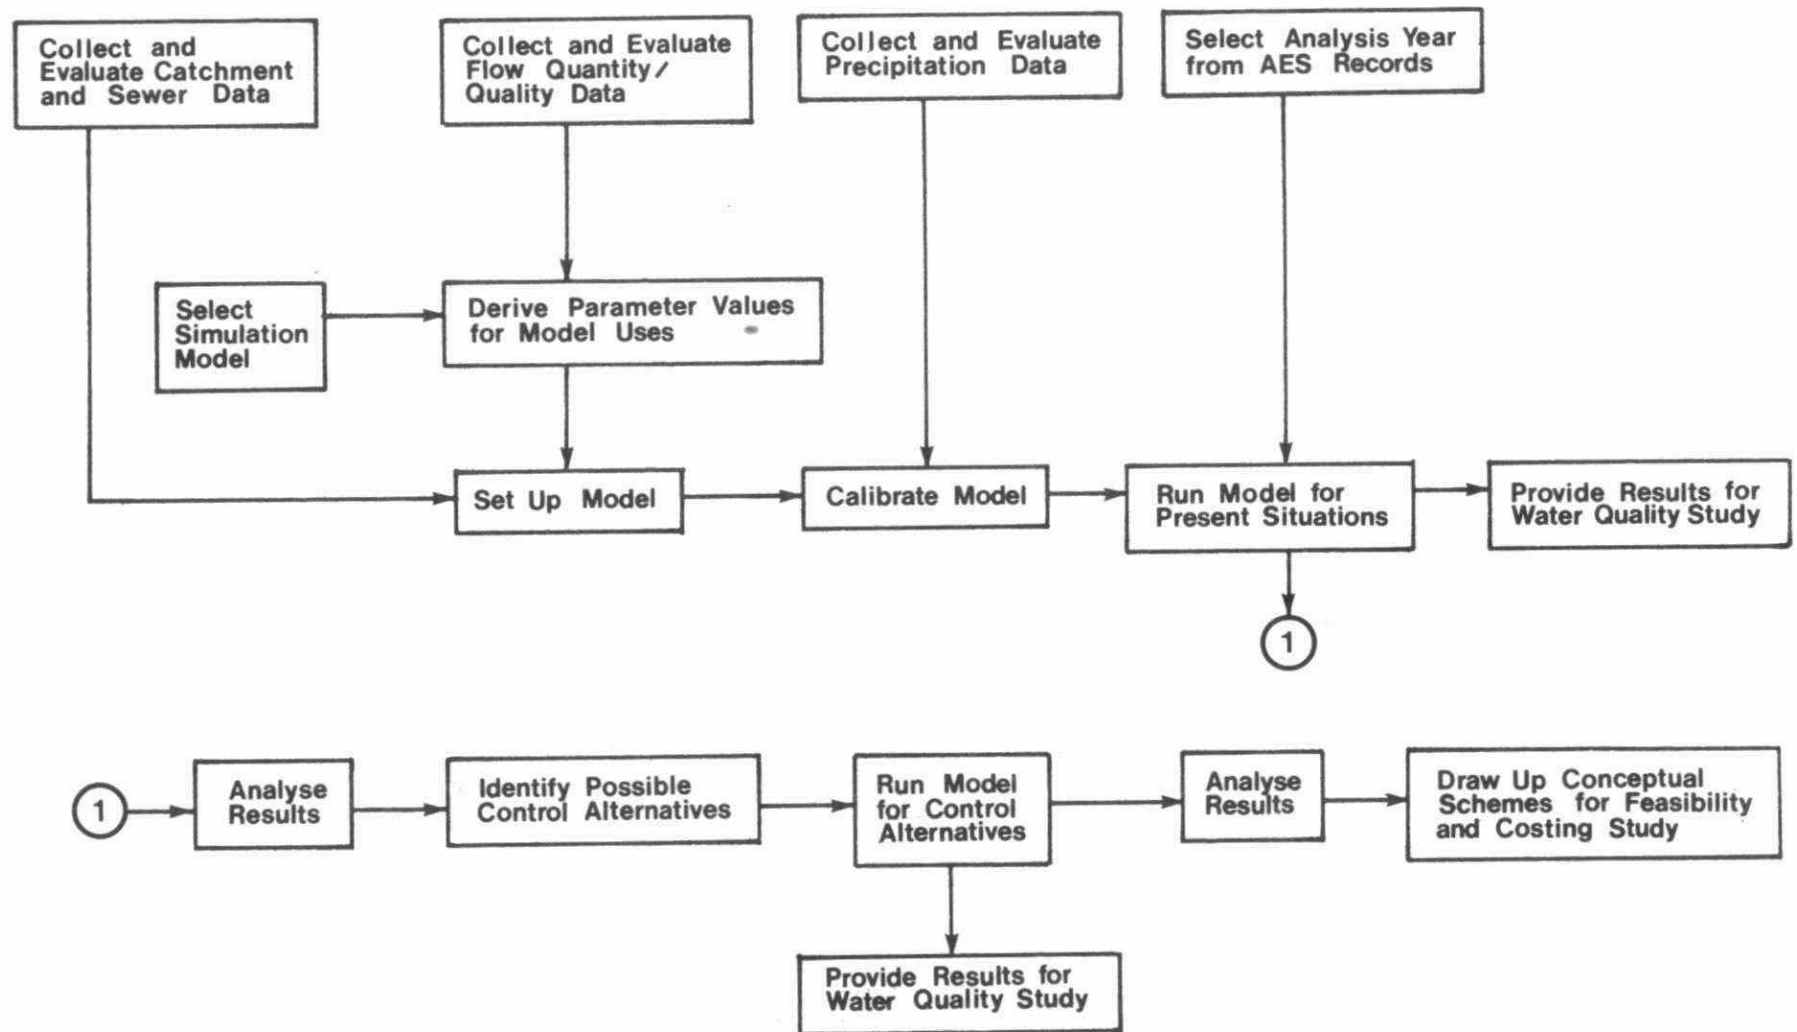 Collect and
Evaluate Catchment
and Sewer Data
Collect and Evaluate
Flow Quantity/
Quality Data
Collect and Evaluate
Precipitation Data
Select Analysis Year
from AES Records
Select
Simulation
Model
Derive Parameter Values
for Model Uses
Set Up Model
Calibrate Model
Run Model for
Present Situations
Provide Results for
Water Quality Study
1
1
Analyse
Results
Identify Possible
Control Alternatives
Run Model
for Control
Alternatives
Analyse
Results
Draw Up Conceptual
Schemes for Feasibility
and Costing Study
Provide Results for
Water Quality Study